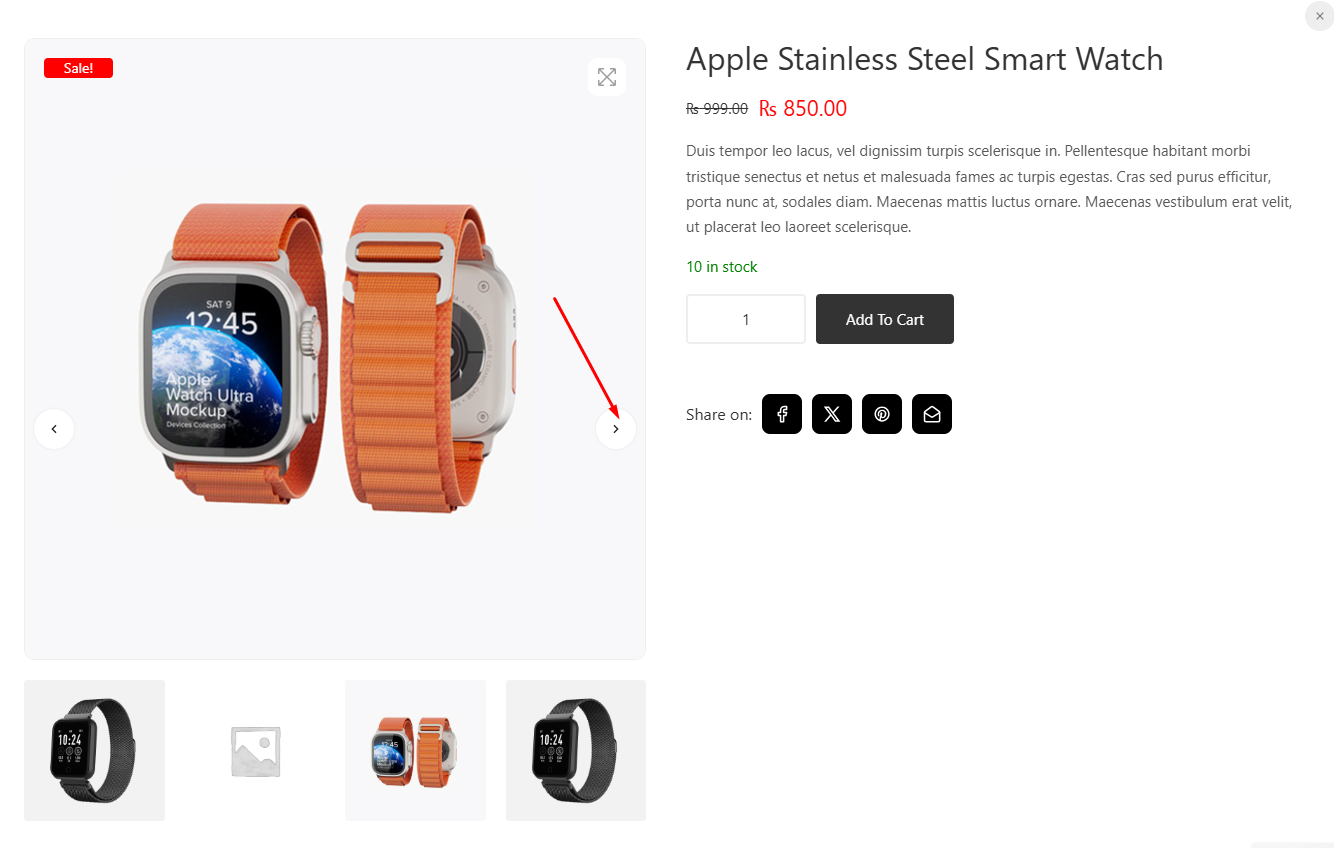 Sale!
SAT 9
12:45
Apple
Watch Ultra
Mockup
Devices Collection
Apple Stainless Steel Smart Watch
₨ 999.00 ₨ 850.00
Duis tempor leo lacus, vel dignissim turpis scelerisque in. Pellentesque habitant morbi
tristique senectus et netus et malesuada fames ac turpis egestas. Cras sed purus efficitur,
porta nunc at, sodales diam. Maecenas mattis luctus ornare. Maecenas vestibulum erat velit,
ut placerat leo laoreet scelerisque.
10 in stock
1
Add To Cart
Share on:
10:24
10:24